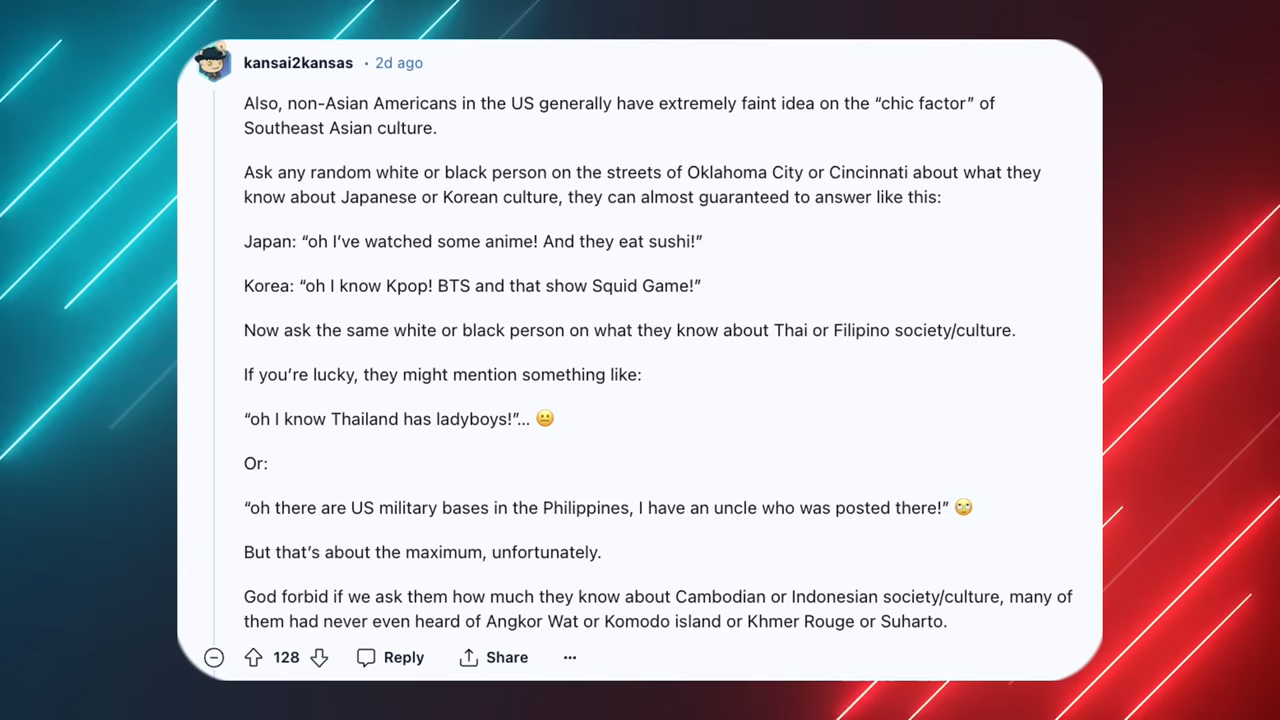 kansai2kansas • 2d ago
Also, non-Asian Americans in the US generally have extremely faint idea on the “chic factor” of
Southeast Asian culture.
Ask any random white or black person on the streets of Oklahoma City or Cincinnati about what they
know about Japanese or Korean culture, they can almost guaranteed to answer like this:
Japan: “oh I’ve watched some anime! And they eat sushi!”
Korea: “oh I know Kpop! BTS and that show Squid Game!”
Now ask the same white or black person on what they know about Thai or Filipino society/culture.
If you’re lucky, they might mention something like:
“oh I know Thailand has ladyboys!”... 😐
Or:
“oh there are US military bases in the Philippines, I have an uncle who was posted there!” 🙄
But that’s about the maximum, unfortunately.
God forbid if we ask them how much they know about Cambodian or Indonesian society/culture, many of
them had never even heard of Angkor Wat or Komodo island or Khmer Rouge or Suharto.
128 Reply Share ...